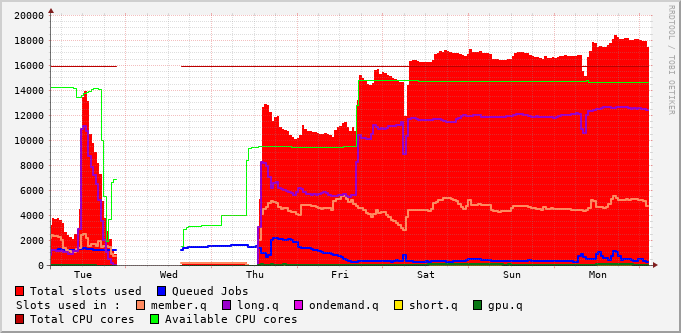 20000
18000
16000
14000
12000
10000
8000
6000
4000
2000
0
Tue Wed Thu Fri Sat Sun Mon
RRDTOOL / TOBI OETIKER
Total slots used Queued Jobs
Slots used in : member.q long.q ondemand.q short.q gpu.q
Total CPU cores Available CPU cores